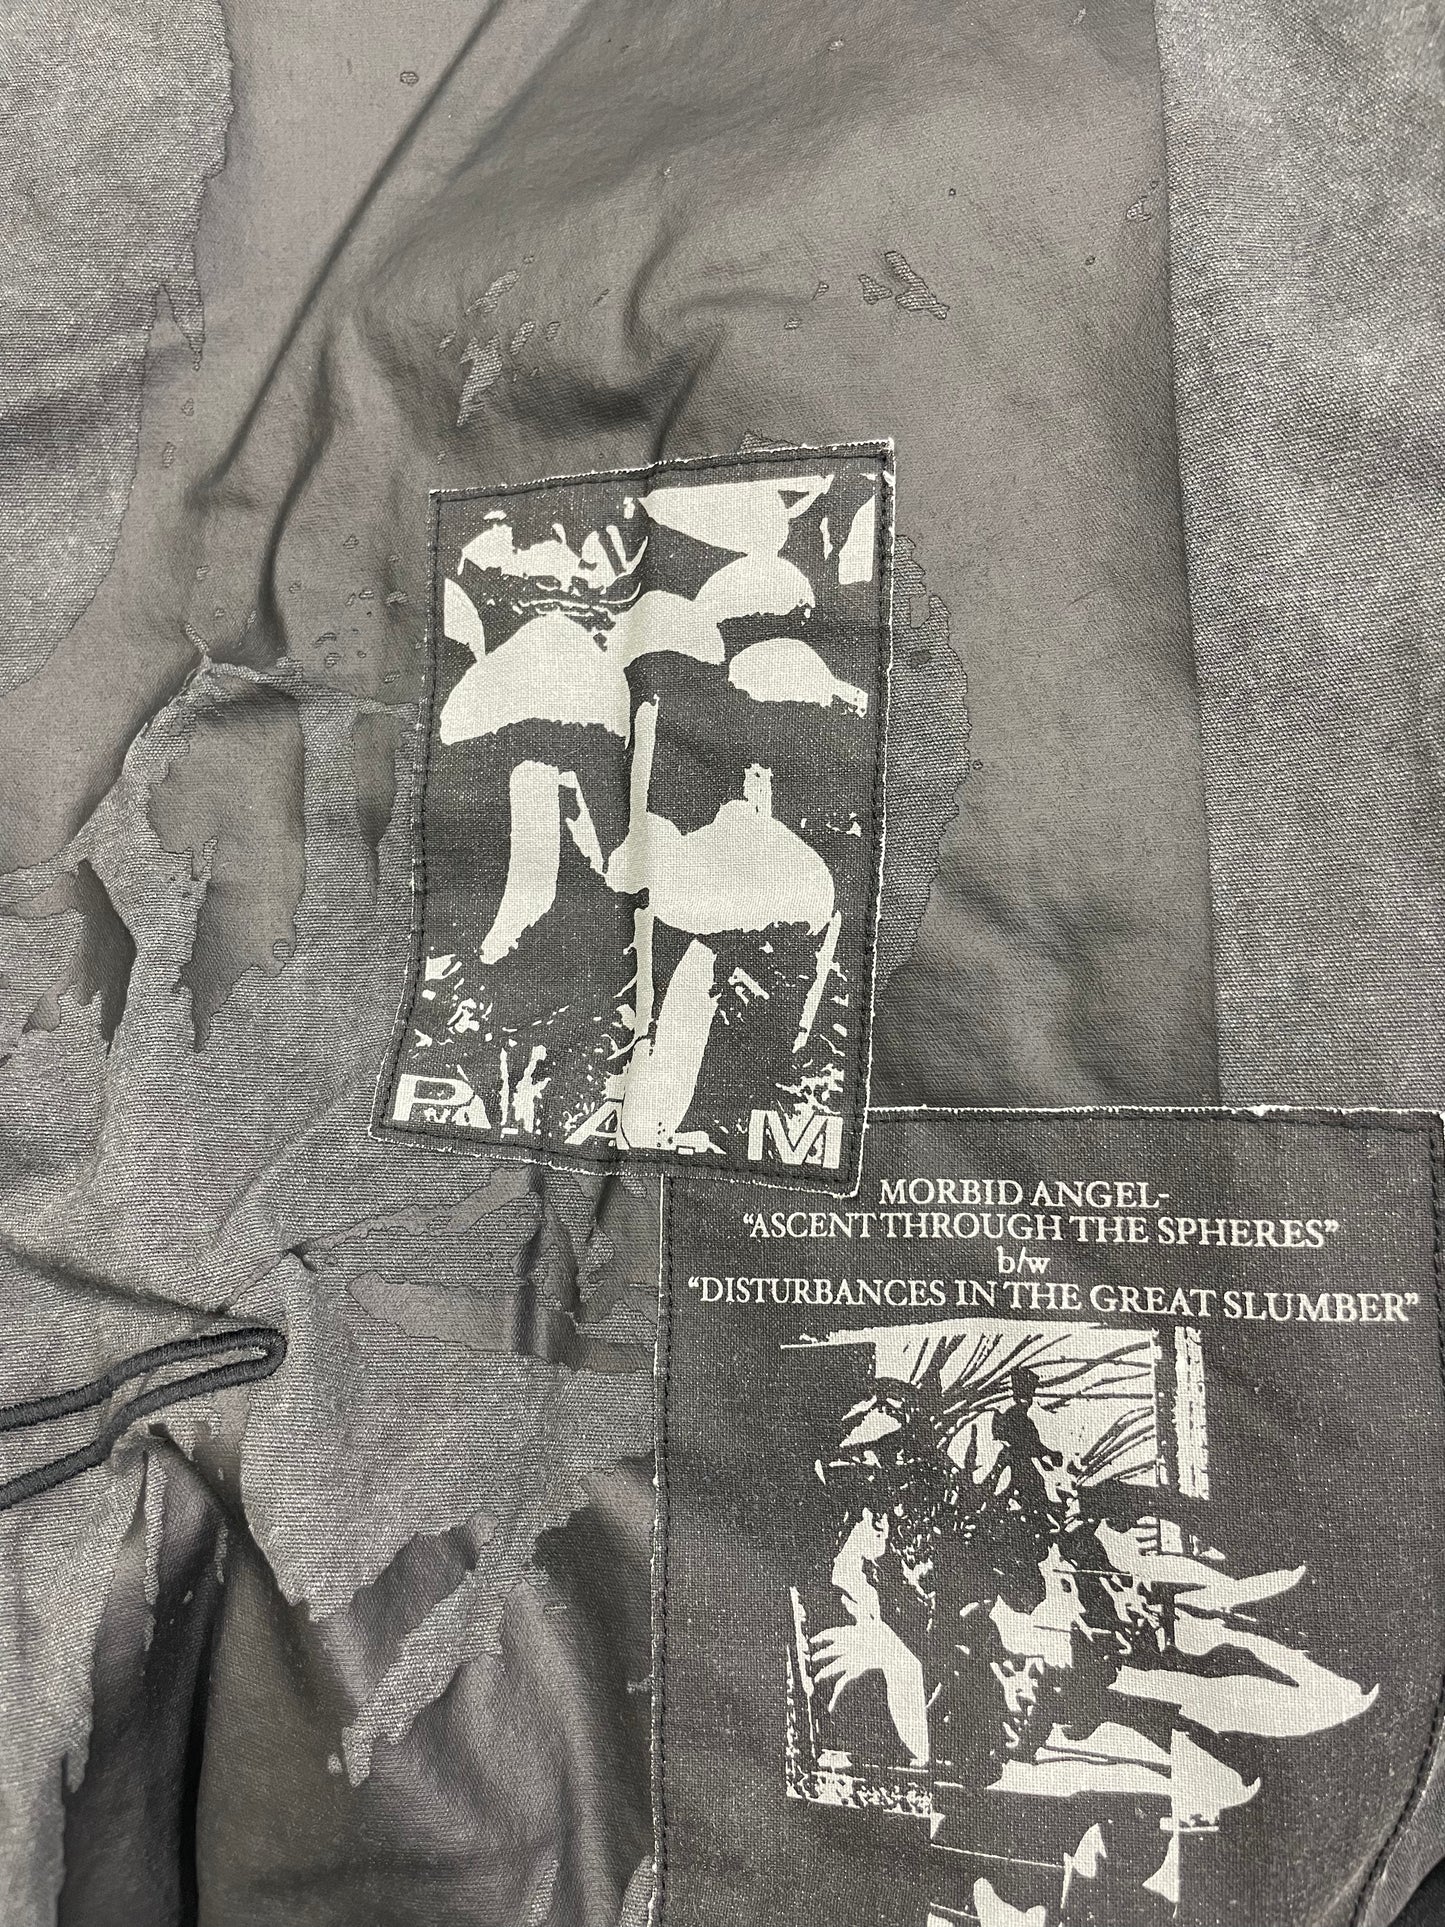 P.A.M
MORBID ANGEL-
“ASCENT THROUGH THE SPHERES”
b/w
“DISTURBANCES IN THE GREAT SLUMBER”